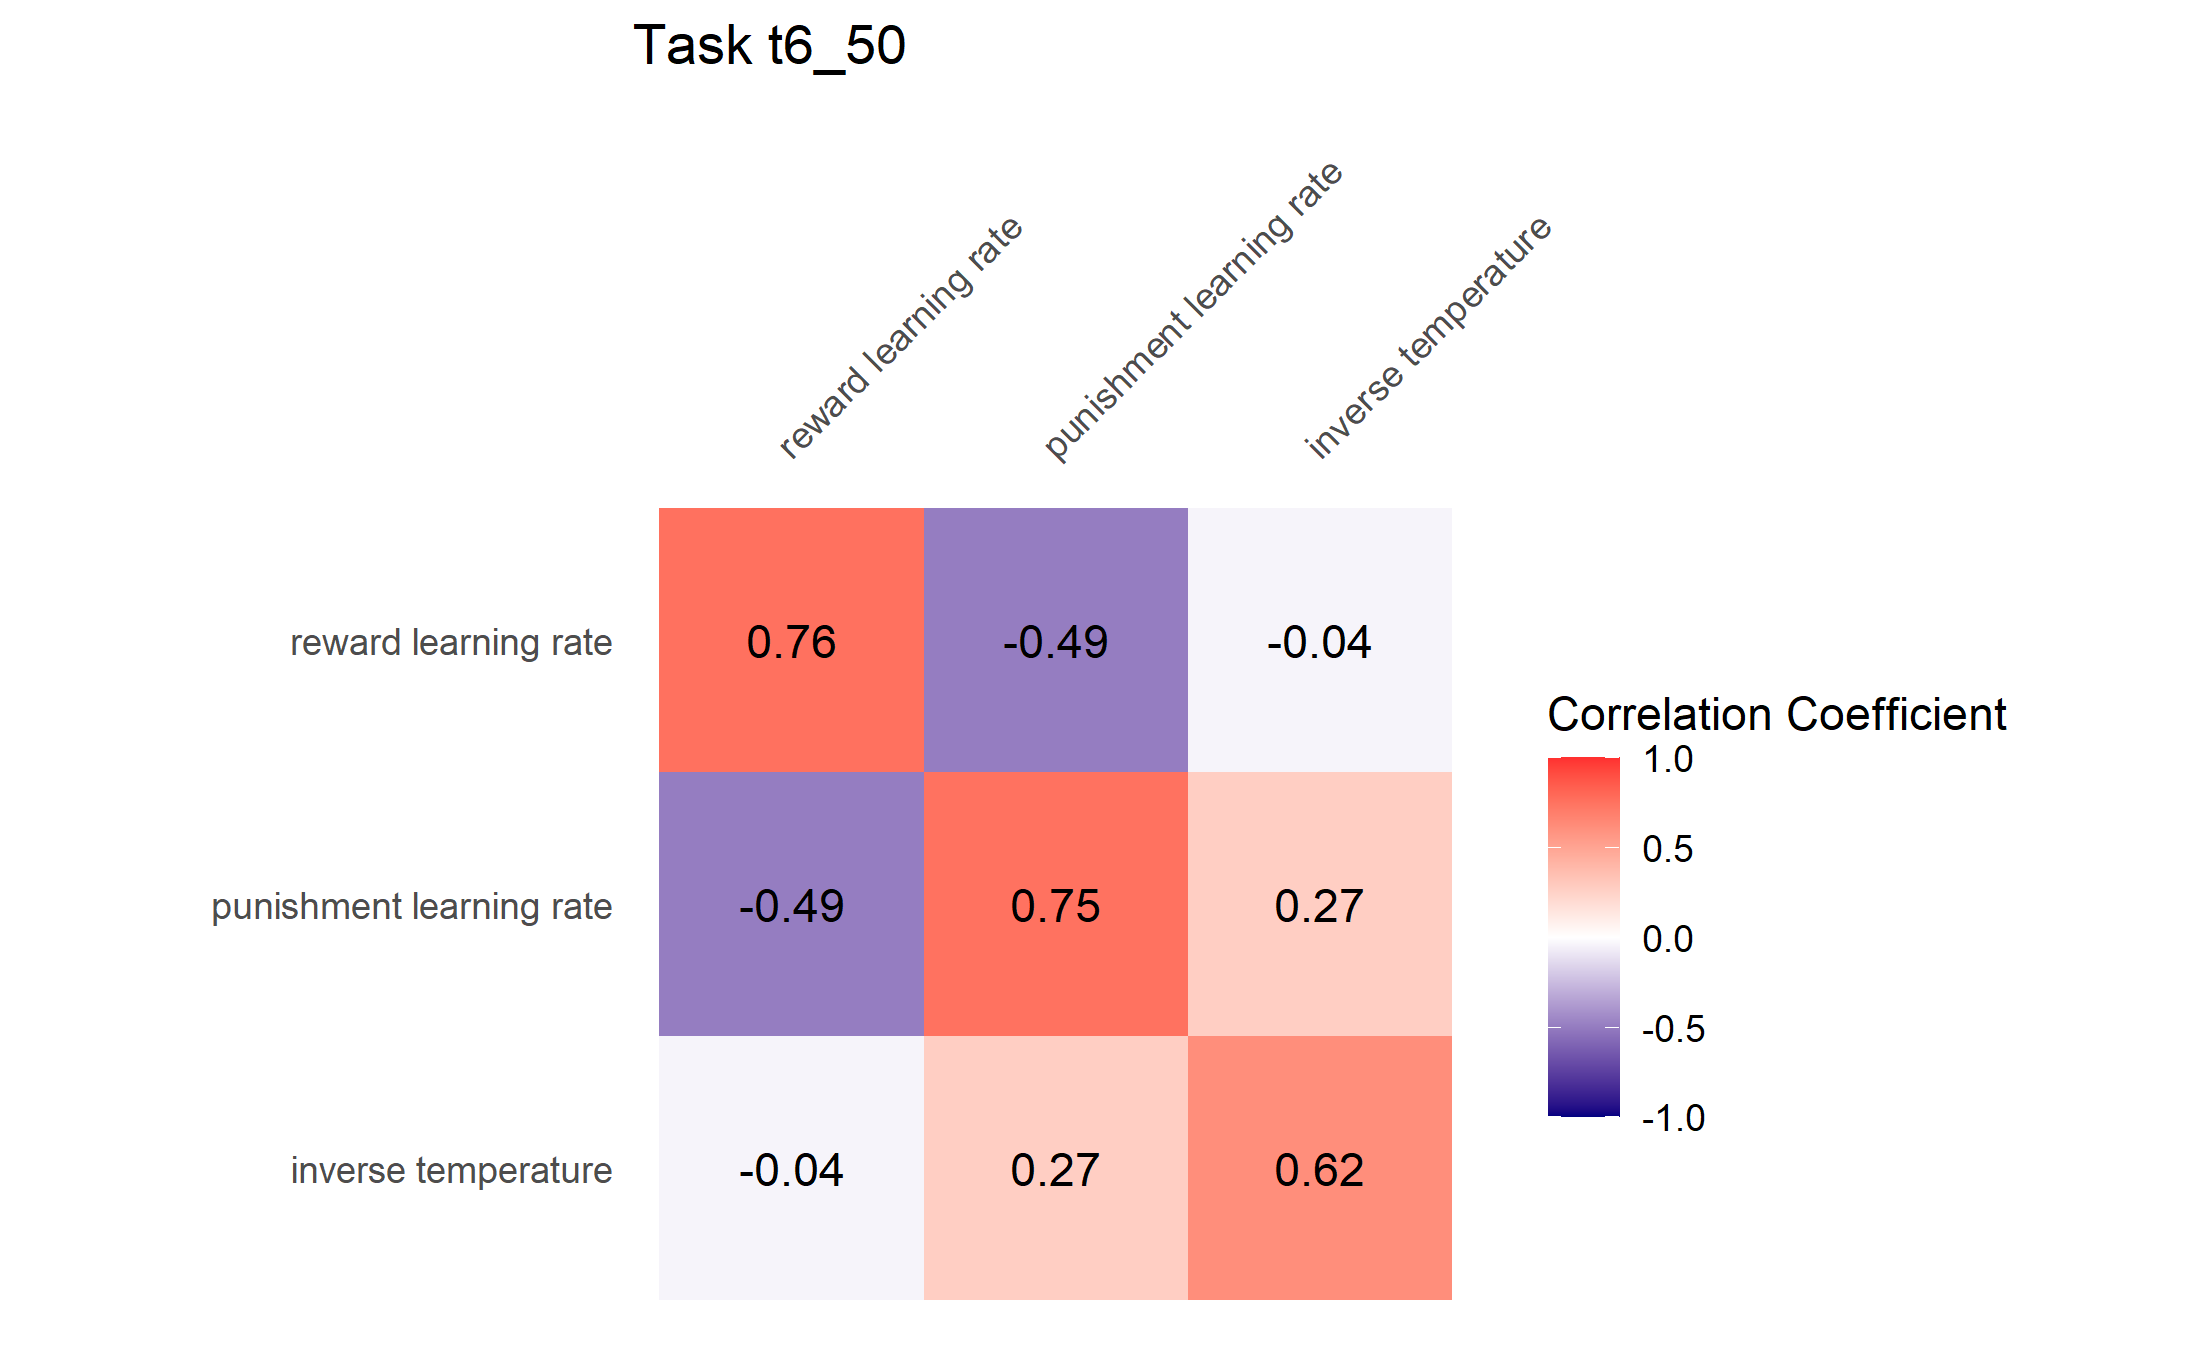 Task t6_50
reward learning rate
punishment learning rate
inverse temperature
reward learning rate
0.76
-0.49
-0.04
punishment learning rate
-0.49
0.75
0.27
inverse temperature
-0.04
0.27
0.62
Correlation Coefficient
1.0
0.5
0.0
-0.5
-1.0